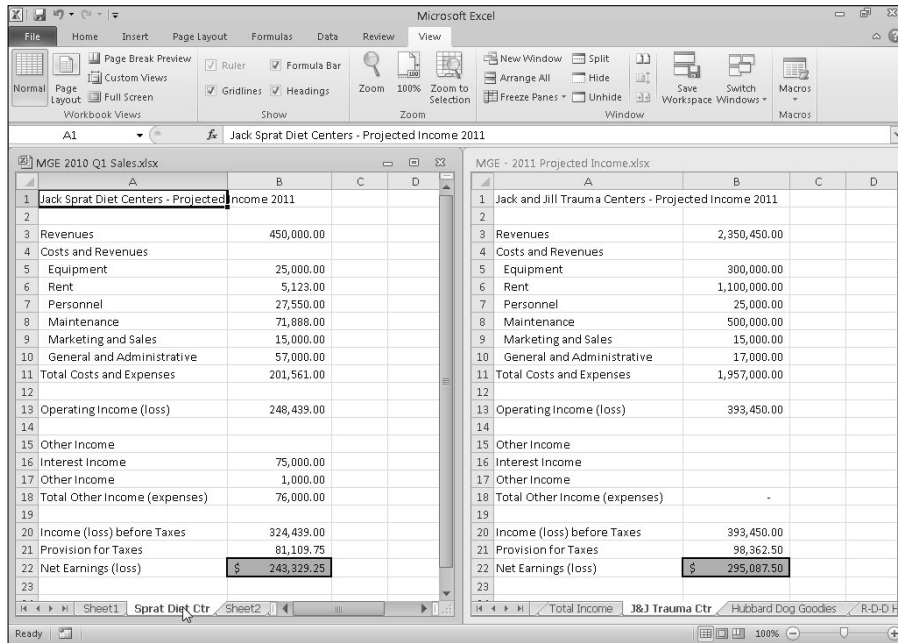 Microsoft Excel
File Home Insert Page Layout Formulas Data Review View
Normal
Page Layout
Page Break Preview
Custom Views
Full Screen
Workbook Views
Ruler
Formula Bar
Gridlines
Headings
Show
Zoom
100%
Zoom to Selection
Zoom
New Window
Arrange All
Freeze Panes
Split
Hide
Unhide
Save Workspace
Switch Windows
Window
Macros
Macros
A1 fx Jack Sprat Diet Centers - Projected Income 2011
MGE 2010 Q1 Sales.xlsx
A B C D
1 Jack Sprat Diet Centers - Projected Income 2011
2
3 Revenues 450,000.00
4 Costs and Revenues
5 Equipment 25,000.00
6 Rent 5,123.00
7 Personnel 27,550.00
8 Maintenance 71,888.00
9 Marketing and Sales 15,000.00
10 General and Administrative 57,000.00
11 Total Costs and Expenses 201,561.00
12
13 Operating Income (loss) 248,439.00
14
15 Other Income
16 Interest Income 75,000.00
17 Other Income 1,000.00
18 Total Other Income (expenses) 76,000.00
19
20 Income (loss) before Taxes 324,439.00
21 Provision for Taxes 81,109.75
22 Net Earnings (loss) $ 243,329.25
23
Sheet1 Sprat Diet Ctr Sheet2
MGE - 2011 Projected Income.xlsx
A B C D
1 Jack and Jill Trauma Centers - Projected Income 2011
2
3 Revenues 2,350,450.00
4 Costs and Revenues
5 Equipment 300,000.00
6 Rent 1,100,000.00
7 Personnel 25,000.00
8 Maintenance 500,000.00
9 Marketing and Sales 15,000.00
10 General and Administrative 17,000.00
11 Total Costs and Expenses 1,957,000.00
12
13 Operating Income (loss) 393,450.00
14
15 Other Income
16 Interest Income
17 Other Income
18 Total Other Income (expenses) -
19
20 Income (loss) before Taxes 393,450.00
21 Provision for Taxes 98,362.50
22 Net Earnings (loss) $ 295,087.50
23
Total Income J&J Trauma Ctr Hubbard Dog Goodies R-D-D H
Ready 100%